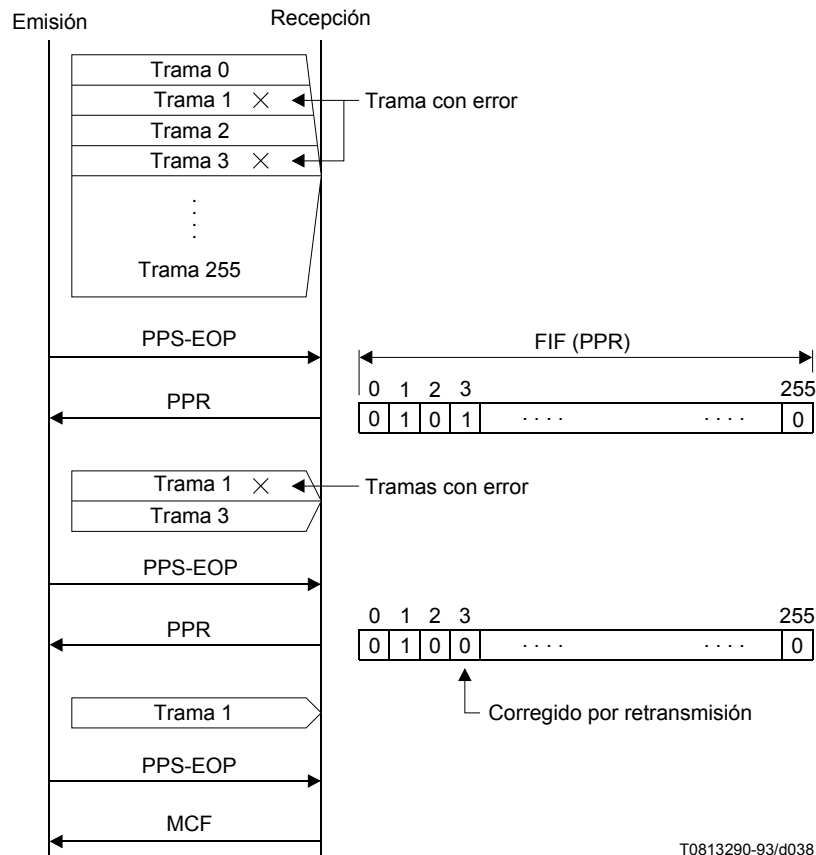 Emisión Recepción
Trama 0
Trama 1 × Trama con error
Trama 2
Trama 3 ×
. . . .
Trama 255
PPS-EOP FIF (PPR)
0 1 2 3 255
PPR
0 1 0 1 . . . . . . . . 0
Trama 1 × Tramas con error
Trama 3
PPS-EOP
0 1 2 3 255
PPR
0 1 0 0 . . . . . . . . 0
Trama 1 Corregido por retransmisión
PPS-EOP
MCF
T0813290-93/d038